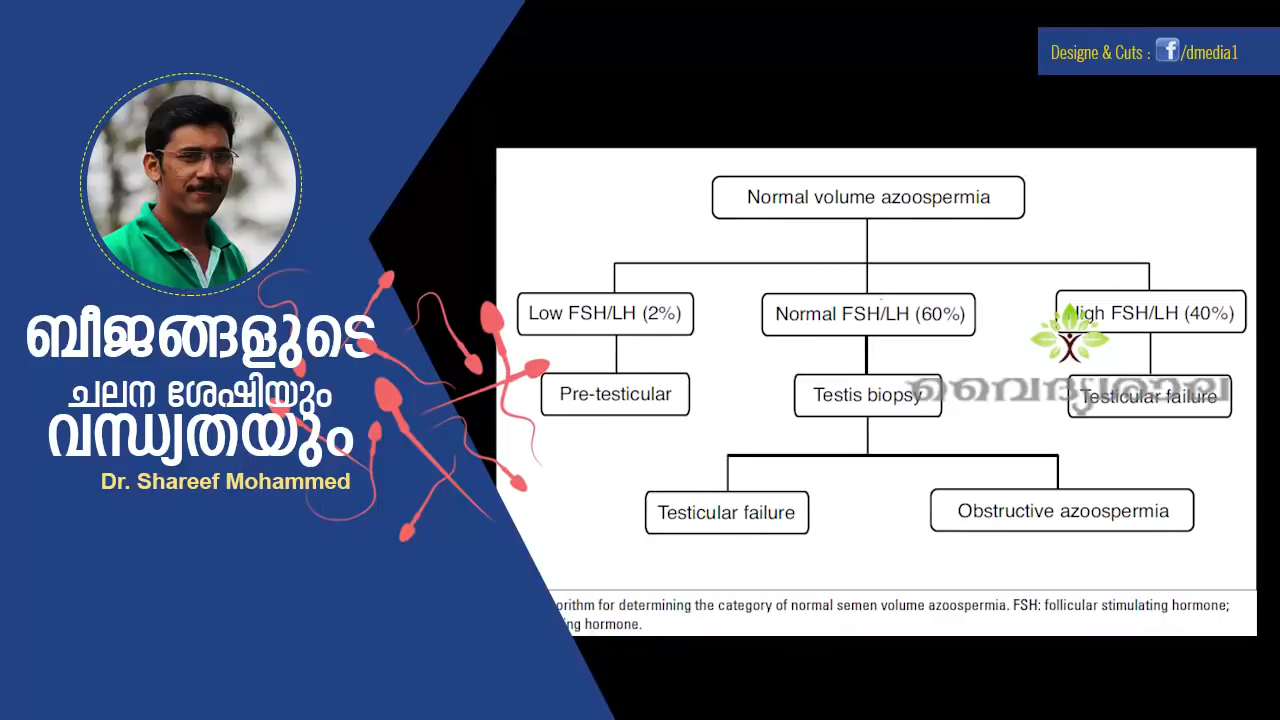 Designe & Cuts : /dmedia1
ബീജങ്ങളുടെ
ചലന ശേഷിയും
വന്ധ്യതയും
Dr. Shareef Mohammed
Normal volume azoospermia
Low FSH/LH (2%)
Normal FSH/LH (60%)
High FSH/LH (40%)
Pre-testicular
Testis biopsy
Testicular failure
വൈദ്യശാല
Testicular failure
Obstructive azoospermia
for determining the category of normal semen volume azoospermia. FSH: follicular stimulating hormone;
hormone.